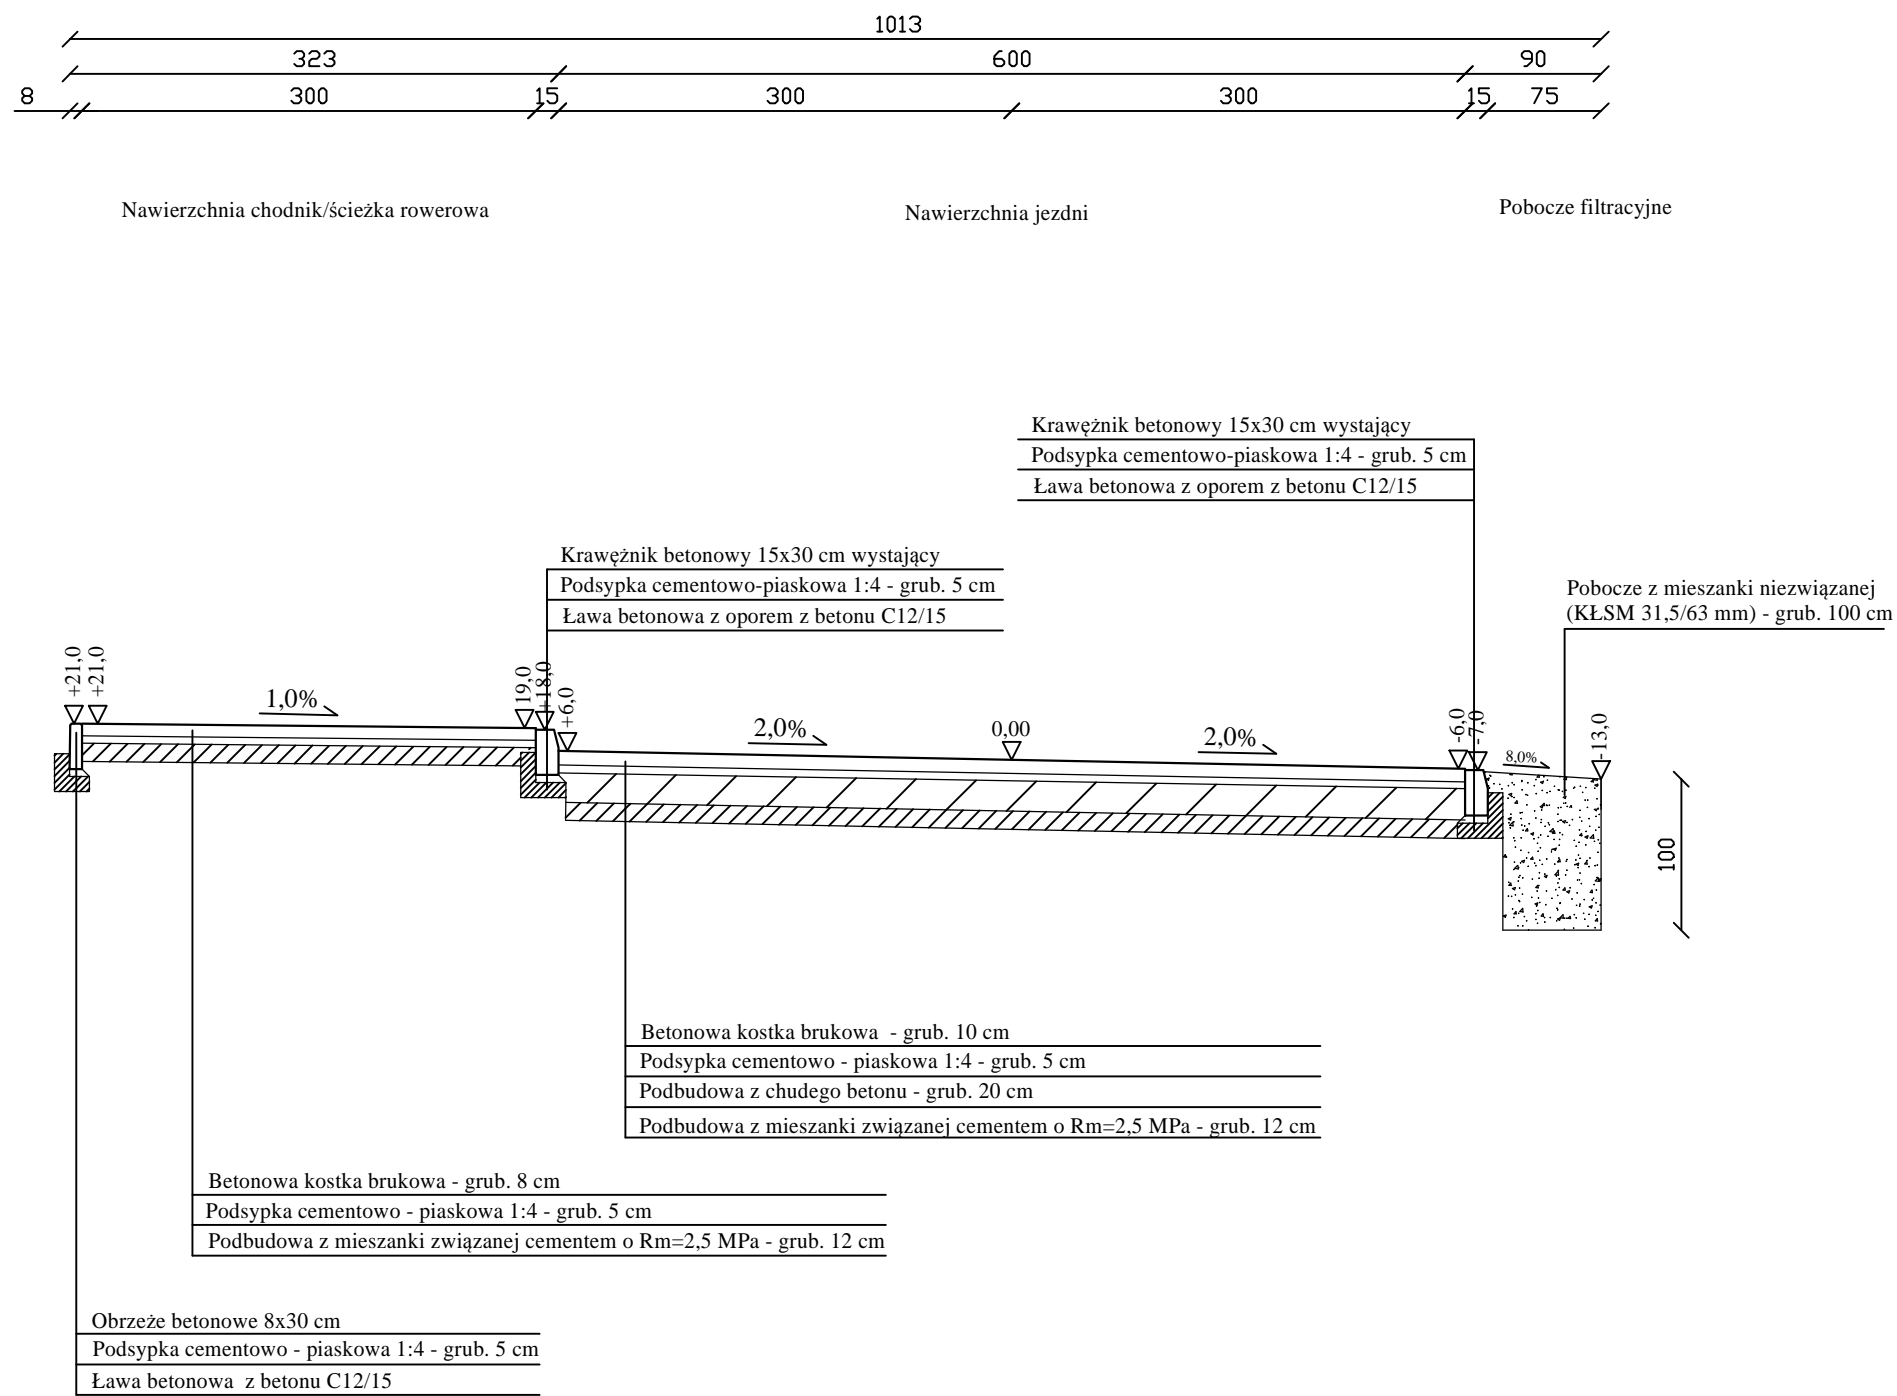 1013
323 600 90
8 300 15 300 300 15 75
Nawierzchnia chodnik/ścieżka rowerowa
Nawierzchnia jezdni
Pobocze filtracyjne
Krawężnik betonowy 15x30 cm wystający
Podsypka cementowo-piaskowa 1:4 - grub. 5 cm
Ława betonowa z oporem z betonu C12/15
Krawężnik betonowy 15x30 cm wystający
Podsypka cementowo-piaskowa 1:4 - grub. 5 cm
Ława betonowa z oporem z betonu C12/15
Pobocze z mieszanki niezwiązanej
(KŁSM 31,5/63 mm) - grub. 100 cm
+21,0
+21,0
1,0%
19,0
+18,0
+6,0
2,0%
0,00
2,0%
-6,0
-7,0
8,0%
-13,0
100
Betonowa kostka brukowa - grub. 10 cm
Podsypka cementowo - piaskowa 1:4 - grub. 5 cm
Podbudowa z chudego betonu - grub. 20 cm
Podbudowa z mieszanki związanej cementem o Rm=2,5 MPa - grub. 12 cm
Betonowa kostka brukowa - grub. 8 cm
Podsypka cementowo - piaskowa 1:4 - grub. 5 cm
Podbudowa z mieszanki związanej cementem o Rm=2,5 MPa - grub. 12 cm
Obrzeże betonowe 8x30 cm
Podsypka cementowo - piaskowa 1:4 - grub. 5 cm
Ława betonowa z betonu C12/15